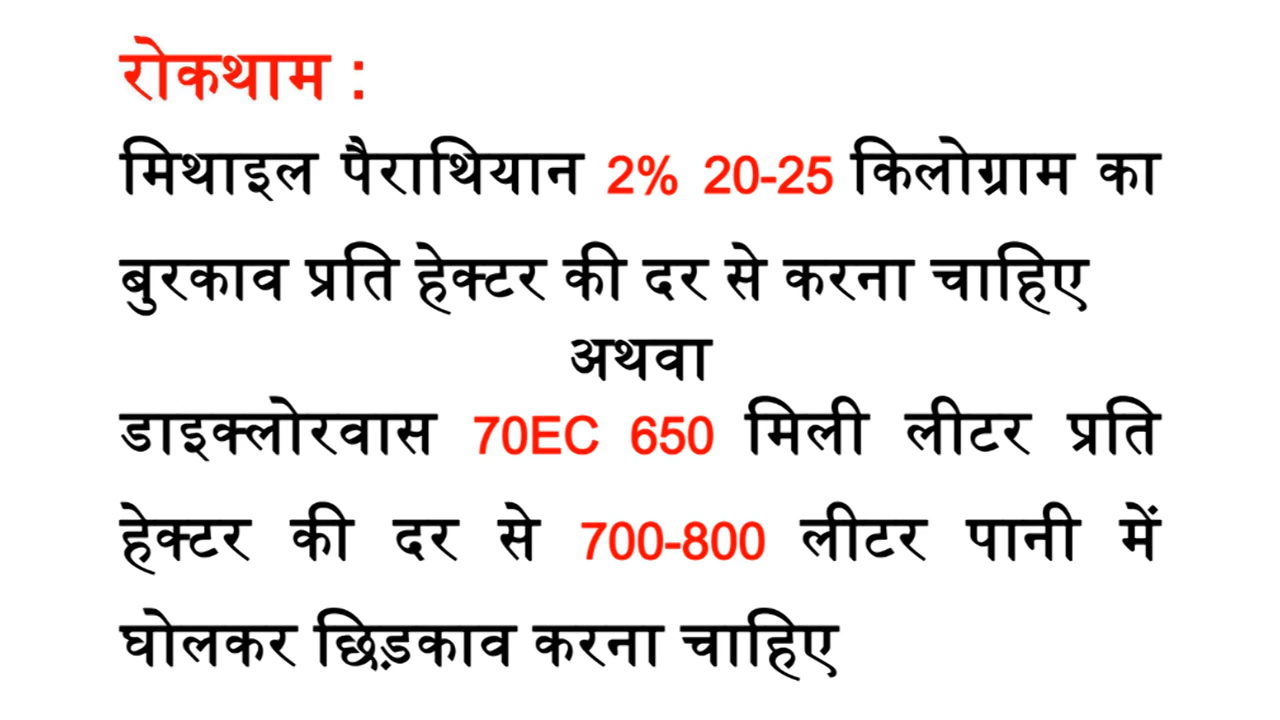 रोकथाम :
मिथाइल पैराथियान 2% 20-25 किलोग्राम का
बुरकाव प्रति हेक्टर की दर से करना चाहिए
अथवा
डाइक्लोरवास 70EC 650 मिली लीटर प्रति
हेक्टर की दर से 700-800 लीटर पानी में
घोलकर छिड़काव करना चाहिए